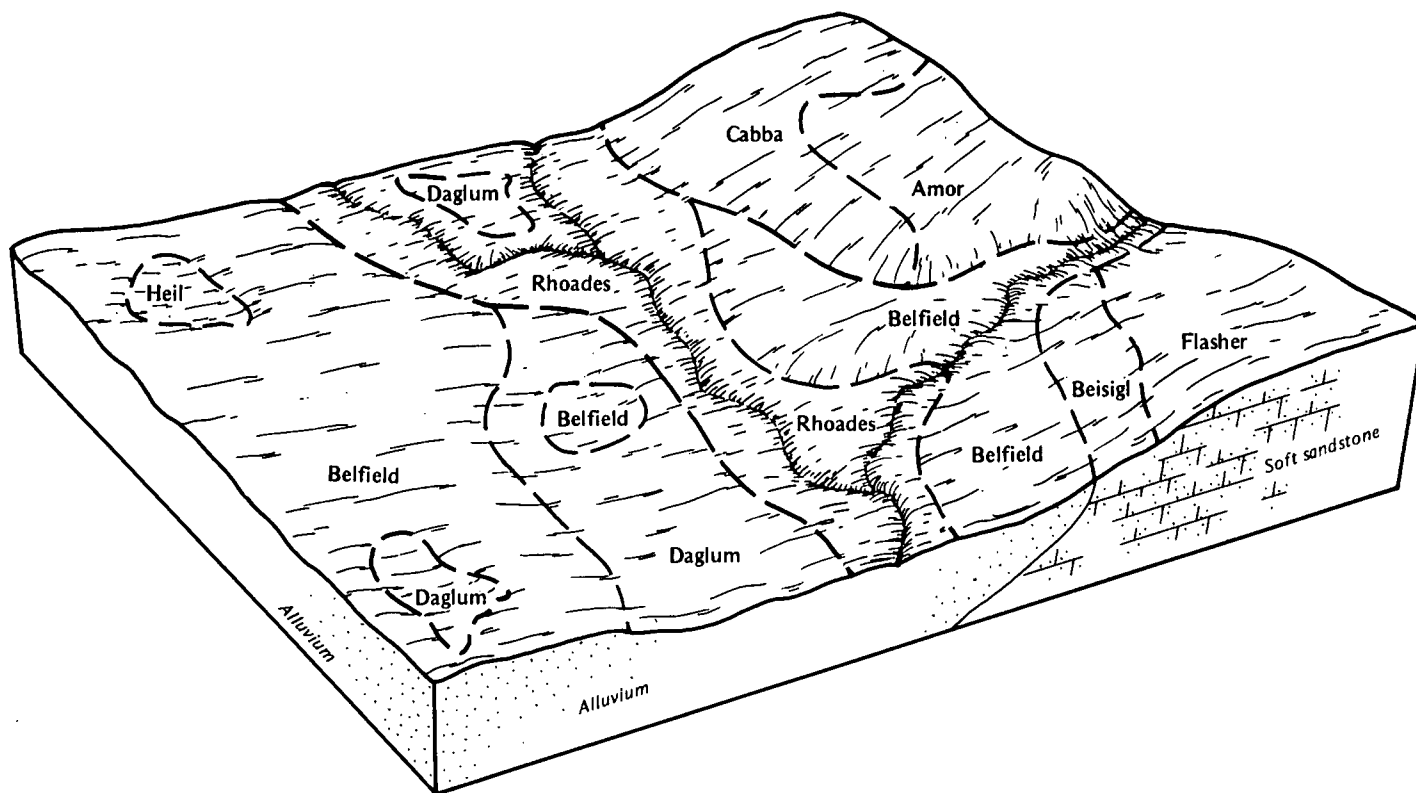 Cabba
Amor
Daglum
Heil
Rhoades
Belfield
Flasher
Beisigl
Belfield
Rhoades
Belfield
Belfield
Soft sandstone
Daglum
Daglum
Alluvium
Alluvium